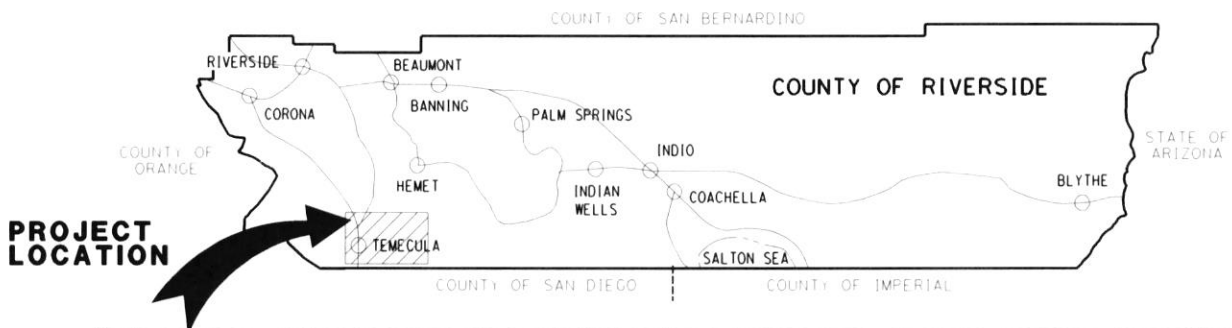 COUNTY OF SAN BERNARDINO
RIVERSIDE
BEAUMONT
COUNTY OF RIVERSIDE
BANNING
CORONA
PALM SPRINGS
STATE OF
ARIZONA
COUNTY OF
ORANGE
INDIO
HEMET
INDIAN
WELLS
COACHELLA
BLYTHE
PROJECT
LOCATION
TEMECULA
SALTON SEA
COUNTY OF SAN DIEGO
COUNTY OF IMPERIAL